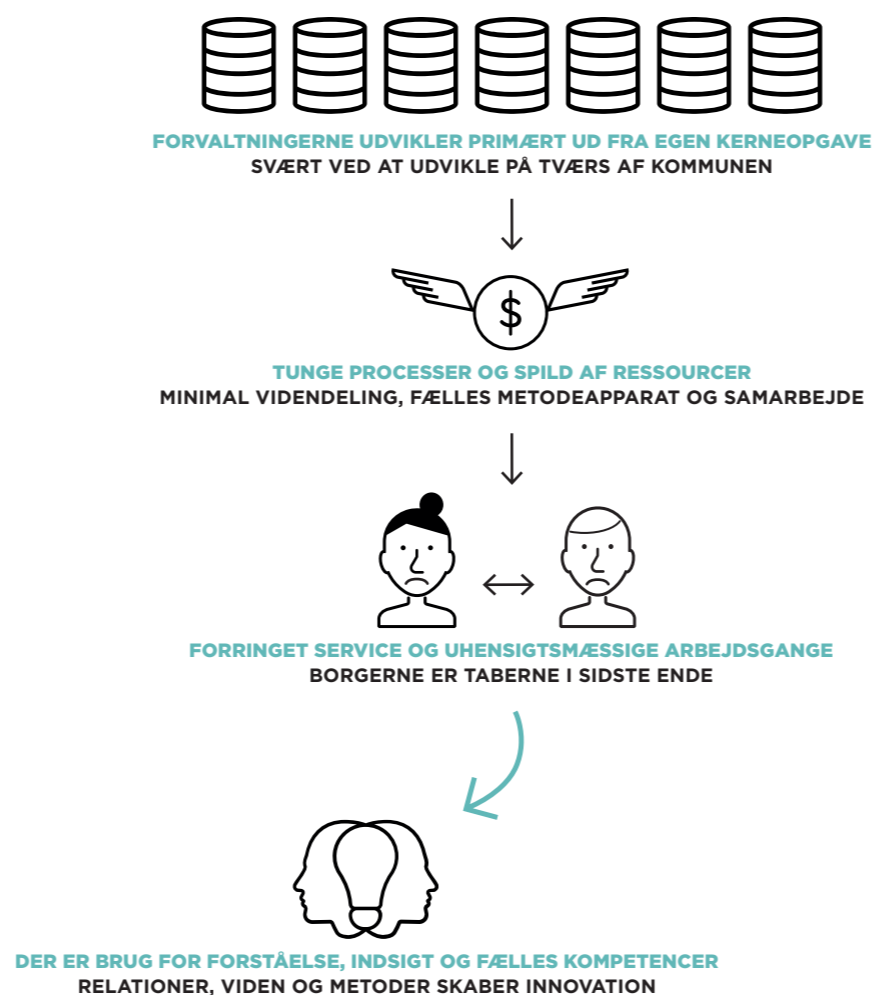 FORVALTNINGERNE UDVIKLER PRIMÆRT UD FRA EGEN KERNEOPGAVE
SVÆRT VED AT UDVIKLE PÅ TVÆRS AF KOMMUNEN
$
TUNGE PROCESSER OG SPILD AF RESSOURCER
MINIMAL VIDENDELING, FÆLLES METODEAPPARAT OG SAMARBEJDE
FORRINGET SERVICE OG UHENSIGTSMÆSSIGE ARBEJDSGANGE
BORGERNE ER TABERNE I SIDSTE ENDE
DER ER BRUG FOR FORSTÅELSE, INDSIGT OG FÆLLES KOMPETENCER
RELATIONER, VIDEN OG METODER SKABER INNOVATION